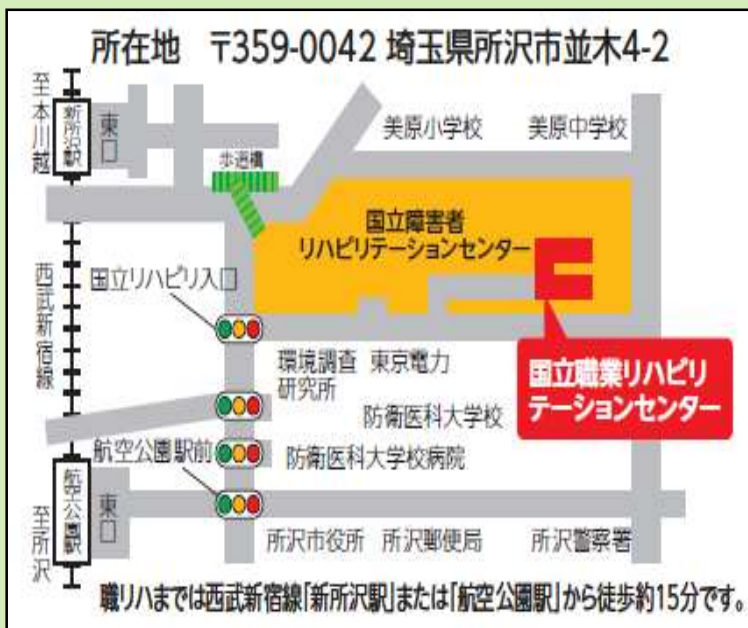 所在地 〒359-0042 埼玉県所沢市並木4-2
至本川越
新所沢駅
東口
歩道橋
美原小学校
美原中学校
国立障害者
リハビリテーションセンター
西武新宿線
国立リハビリ入口
環境調査
研究所
東京電力
国立職業リハビリ
テーションセンター
防衛医科大学校
航空公園駅前
防衛医科大学校病院
航空公園駅
東口
至所沢
所沢市役所
所沢郵便局
所沢警察署
職リハまでは西武新宿線「新所沢駅」または「航空公園駅」から徒歩約15分です。